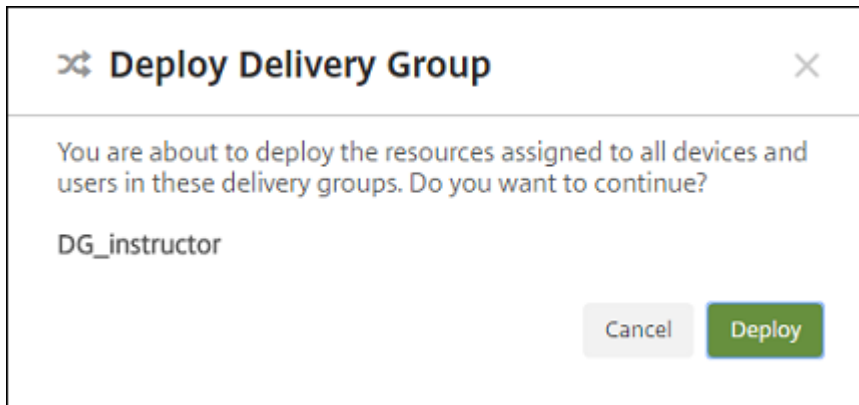 Deploy Delivery Group
You are about to deploy the resources assigned to all devices and
users in these delivery groups. Do you want to continue?
DG_instructor
Cancel Deploy